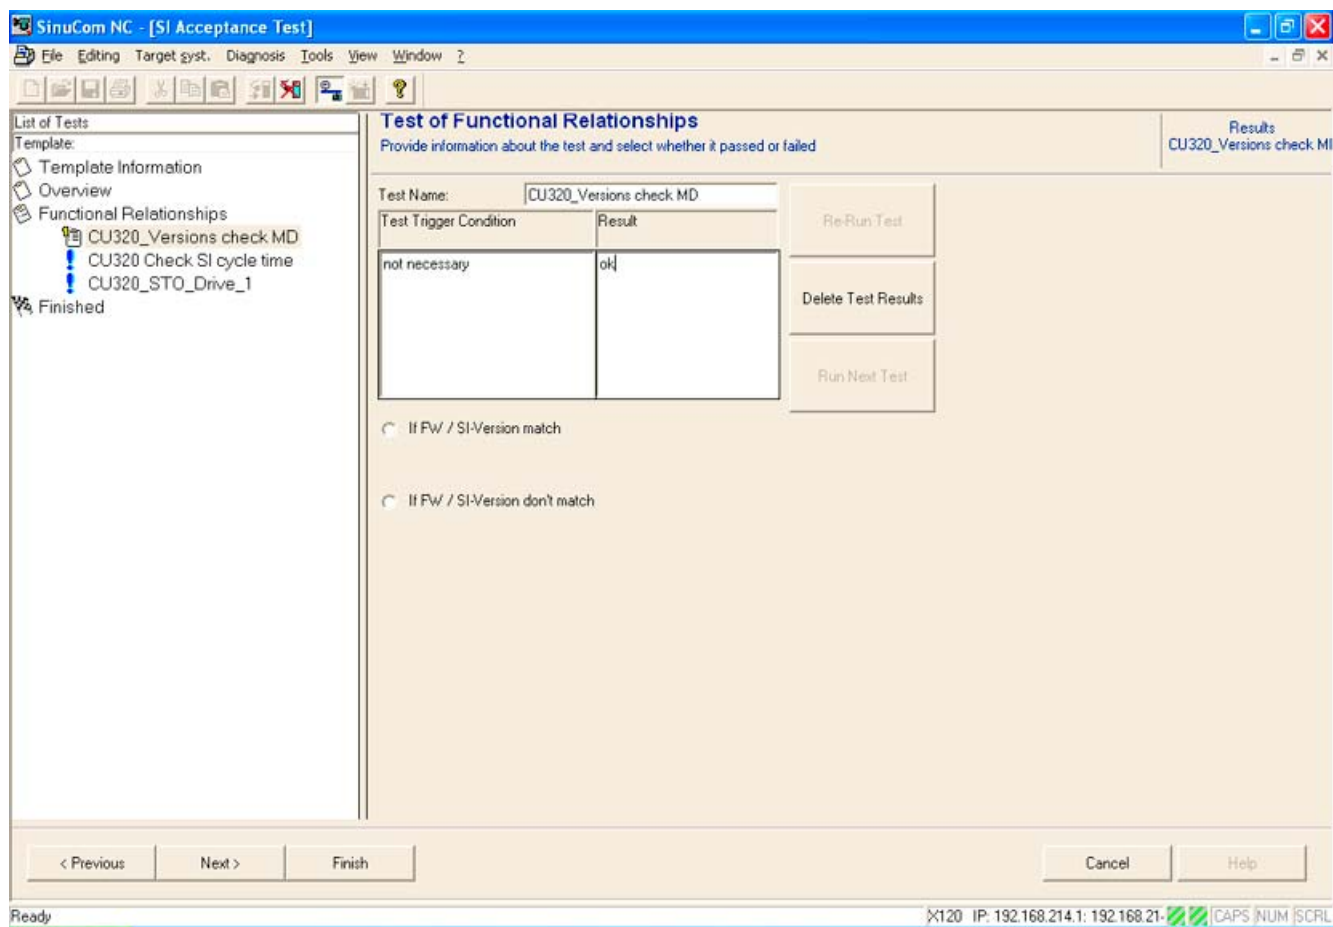 SinuCom NC - [SI Acceptance Test]
File Editing Target syst. Diagnosis Tools View Window ?
List of Tests
Template:
Template Information
Overview
Functional Relationships
CU320_Versions check MD
CU320 Check SI cycle time
CU320_STO_Drive_1
Finished
Test of Functional Relationships
Provide information about the test and select whether it passed or failed
Results
CU320_Versions check MI
Test Name: CU320_Versions check MD
Test Trigger Condition Result
not necessary ok
Re-Run Test
Delete Test Results
Run Next Test
If FW / SI-Version match
If FW / SI-Version don't match
< Previous Next > Finish Cancel Help
Ready X120 IP: 192.168.214.1: 192.168.21- CAPS NUM SCRL